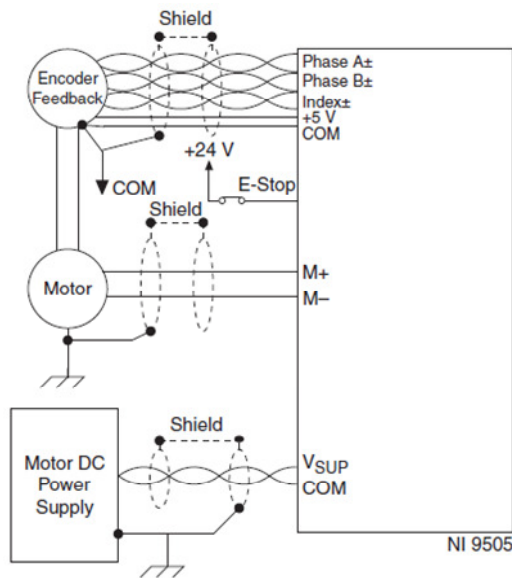 Shield
Encoder
Feedback
Phase A±
Phase B±
Index±
+5 V
COM
+24 V
COM
E-Stop
Shield
Motor
M+
M–
Shield
Motor DC
Power
Supply
VSUP
COM
NI 9505